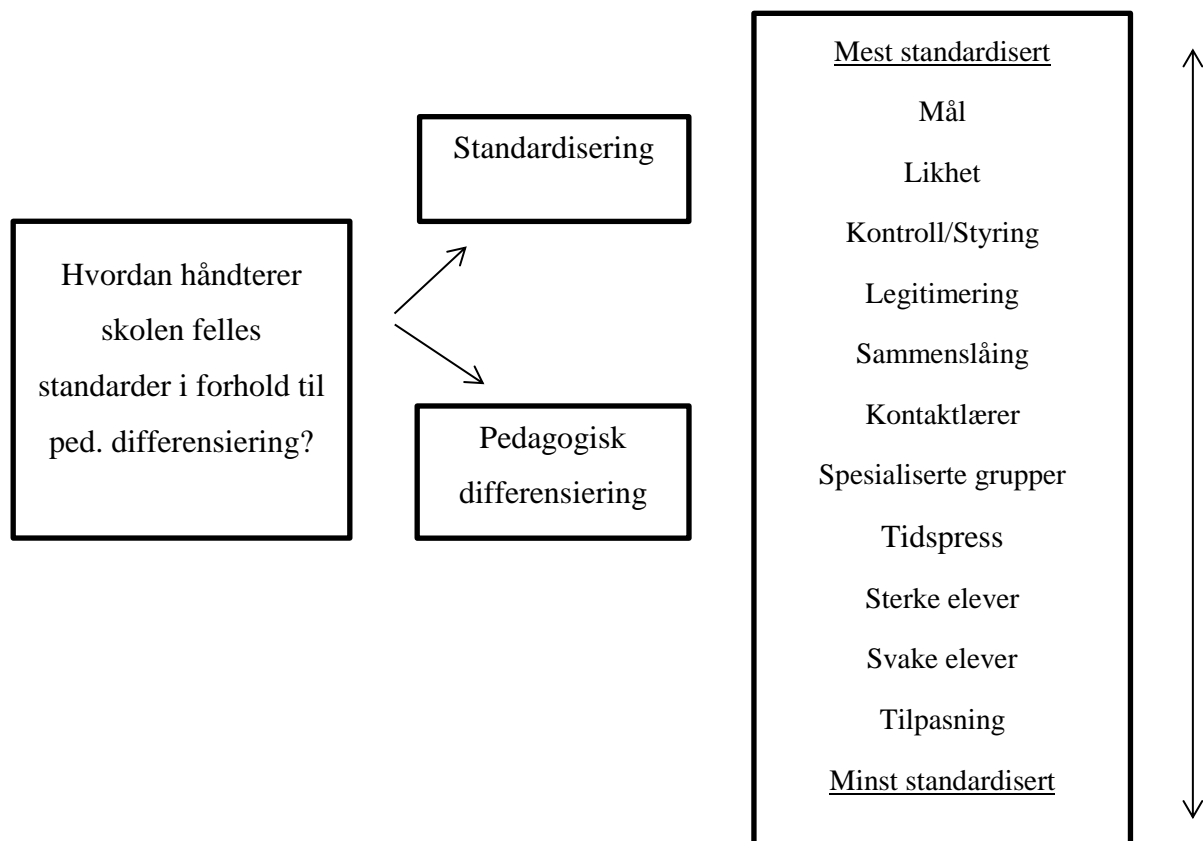 Hvordan håndterer
skolen felles
standarder i forhold til
ped. differensiering?
Standardisering
Pedagogisk
differensiering
Mest standardisert
Mål
Likhet
Kontroll/Styring
Legitimering
Sammenslåing
Kontaktlærer
Spesialiserte grupper
Tidspress
Sterke elever
Svake elever
Tilpasning
Minst standardisert